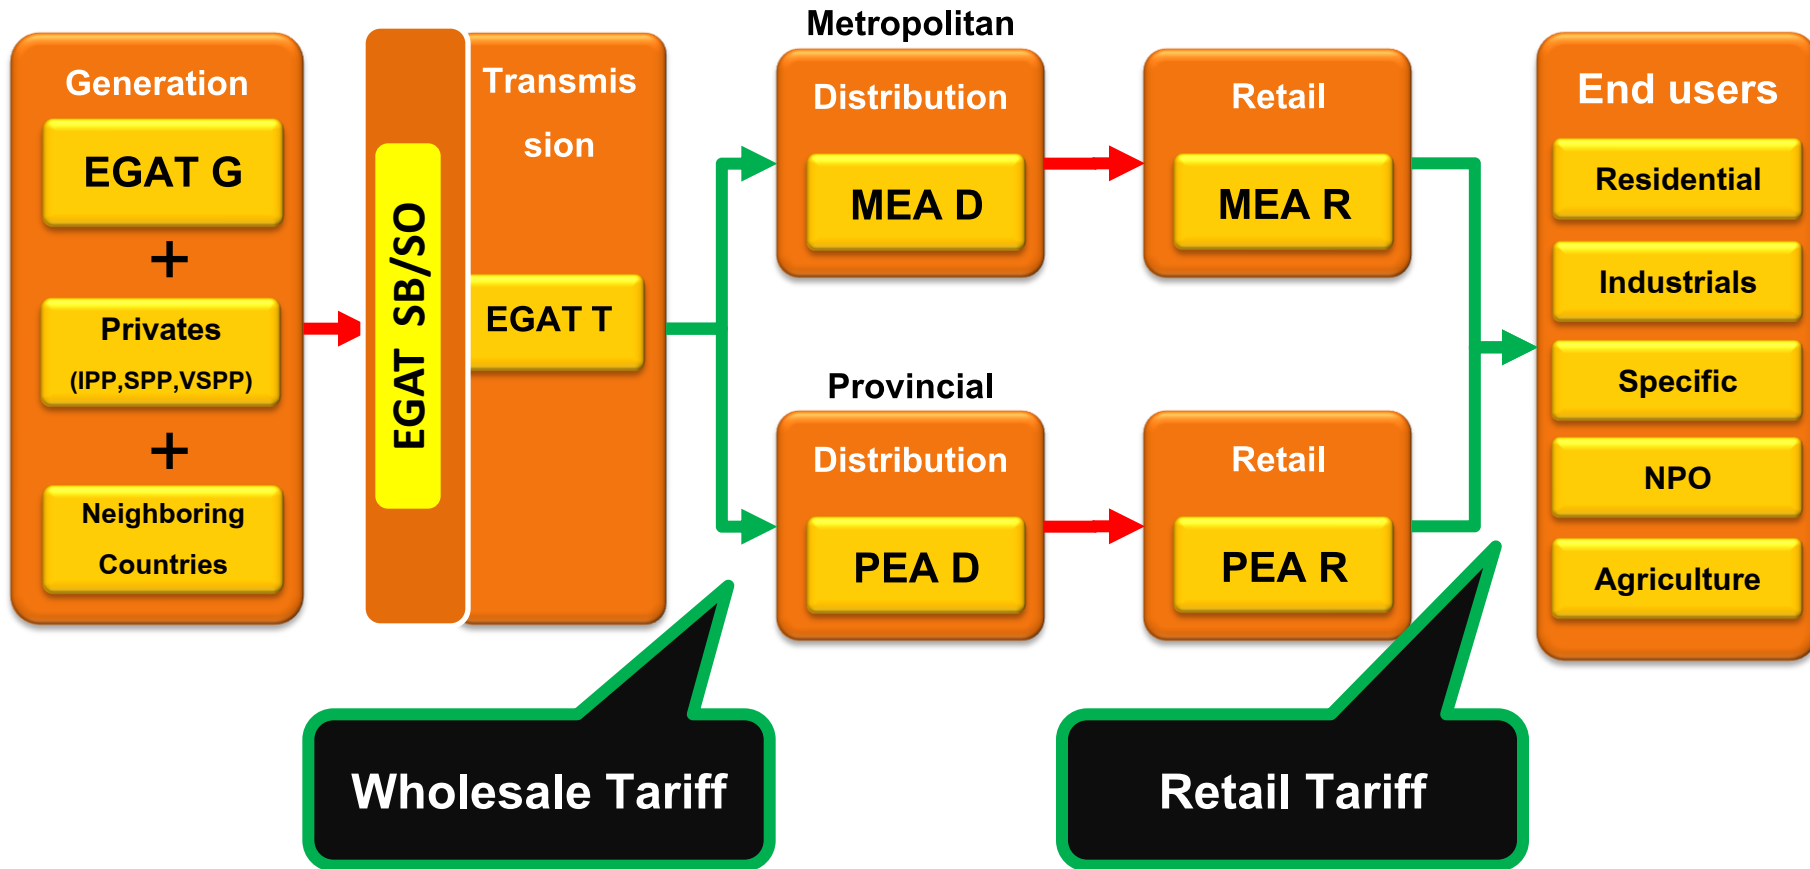 Generation
EGAT G
+
Privates
(IPP,SPP,VSPP)
+
Neighboring
Countries
EGAT SB/SO
Transmis
sion
EGAT T
Metropolitan
Distribution
MEA D
Retail
MEA R
Provincial
Distribution
PEA D
Retail
PEA R
End users
Residential
Industrials
Specific
NPO
Agriculture
Wholesale Tariff
Retail Tariff